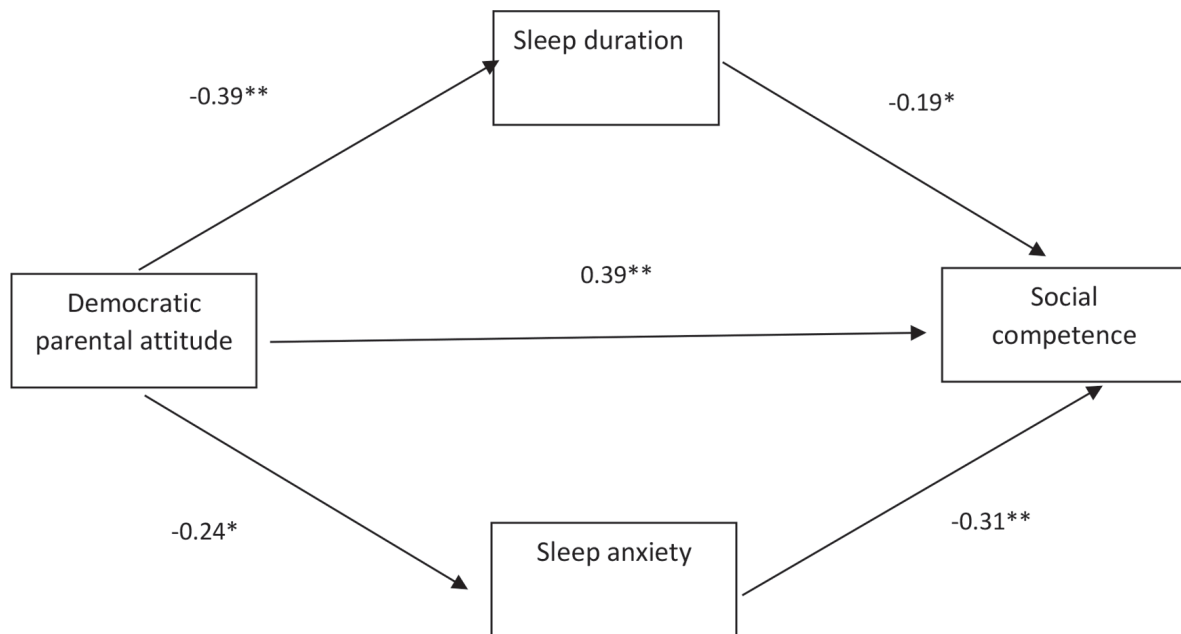 Sleep duration
-0.39**
-0.19*
0.39**
Democratic
parental attitude
Social
competence
-0.24*
-0.31**
Sleep anxiety